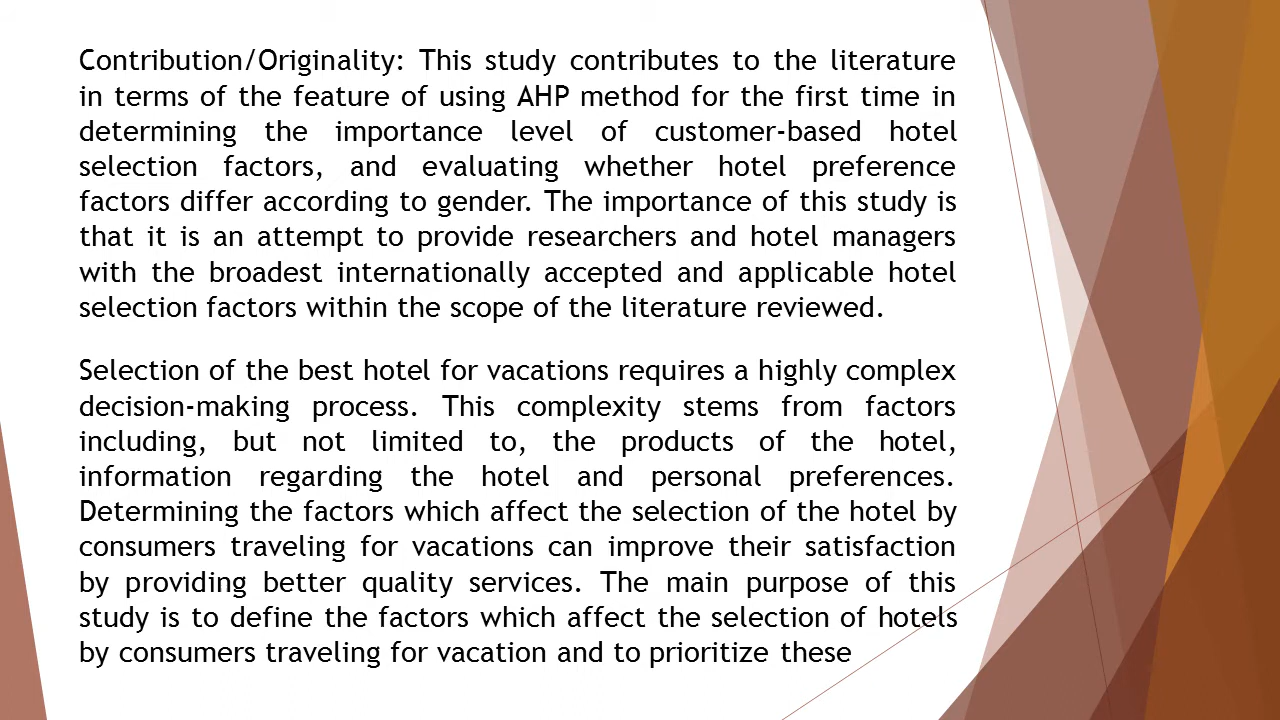 Contribution/Originality: This study contributes to the literature
in terms of the feature of using AHP method for the first time in
determining the importance level of customer-based hotel
selection factors, and evaluating whether hotel preference
factors differ according to gender. The importance of this study is
that it is an attempt to provide researchers and hotel managers
with the broadest internationally accepted and applicable hotel
selection factors within the scope of the literature reviewed.
Selection of the best hotel for vacations requires a highly complex
decision-making process. This complexity stems from factors
including, but not limited to, the products of the hotel,
information regarding the hotel and personal preferences.
Determining the factors which affect the selection of the hotel by
consumers traveling for vacations can improve their satisfaction
by providing better quality services. The main purpose of this
study is to define the factors which affect the selection of hotels
by consumers traveling for vacation and to prioritize these